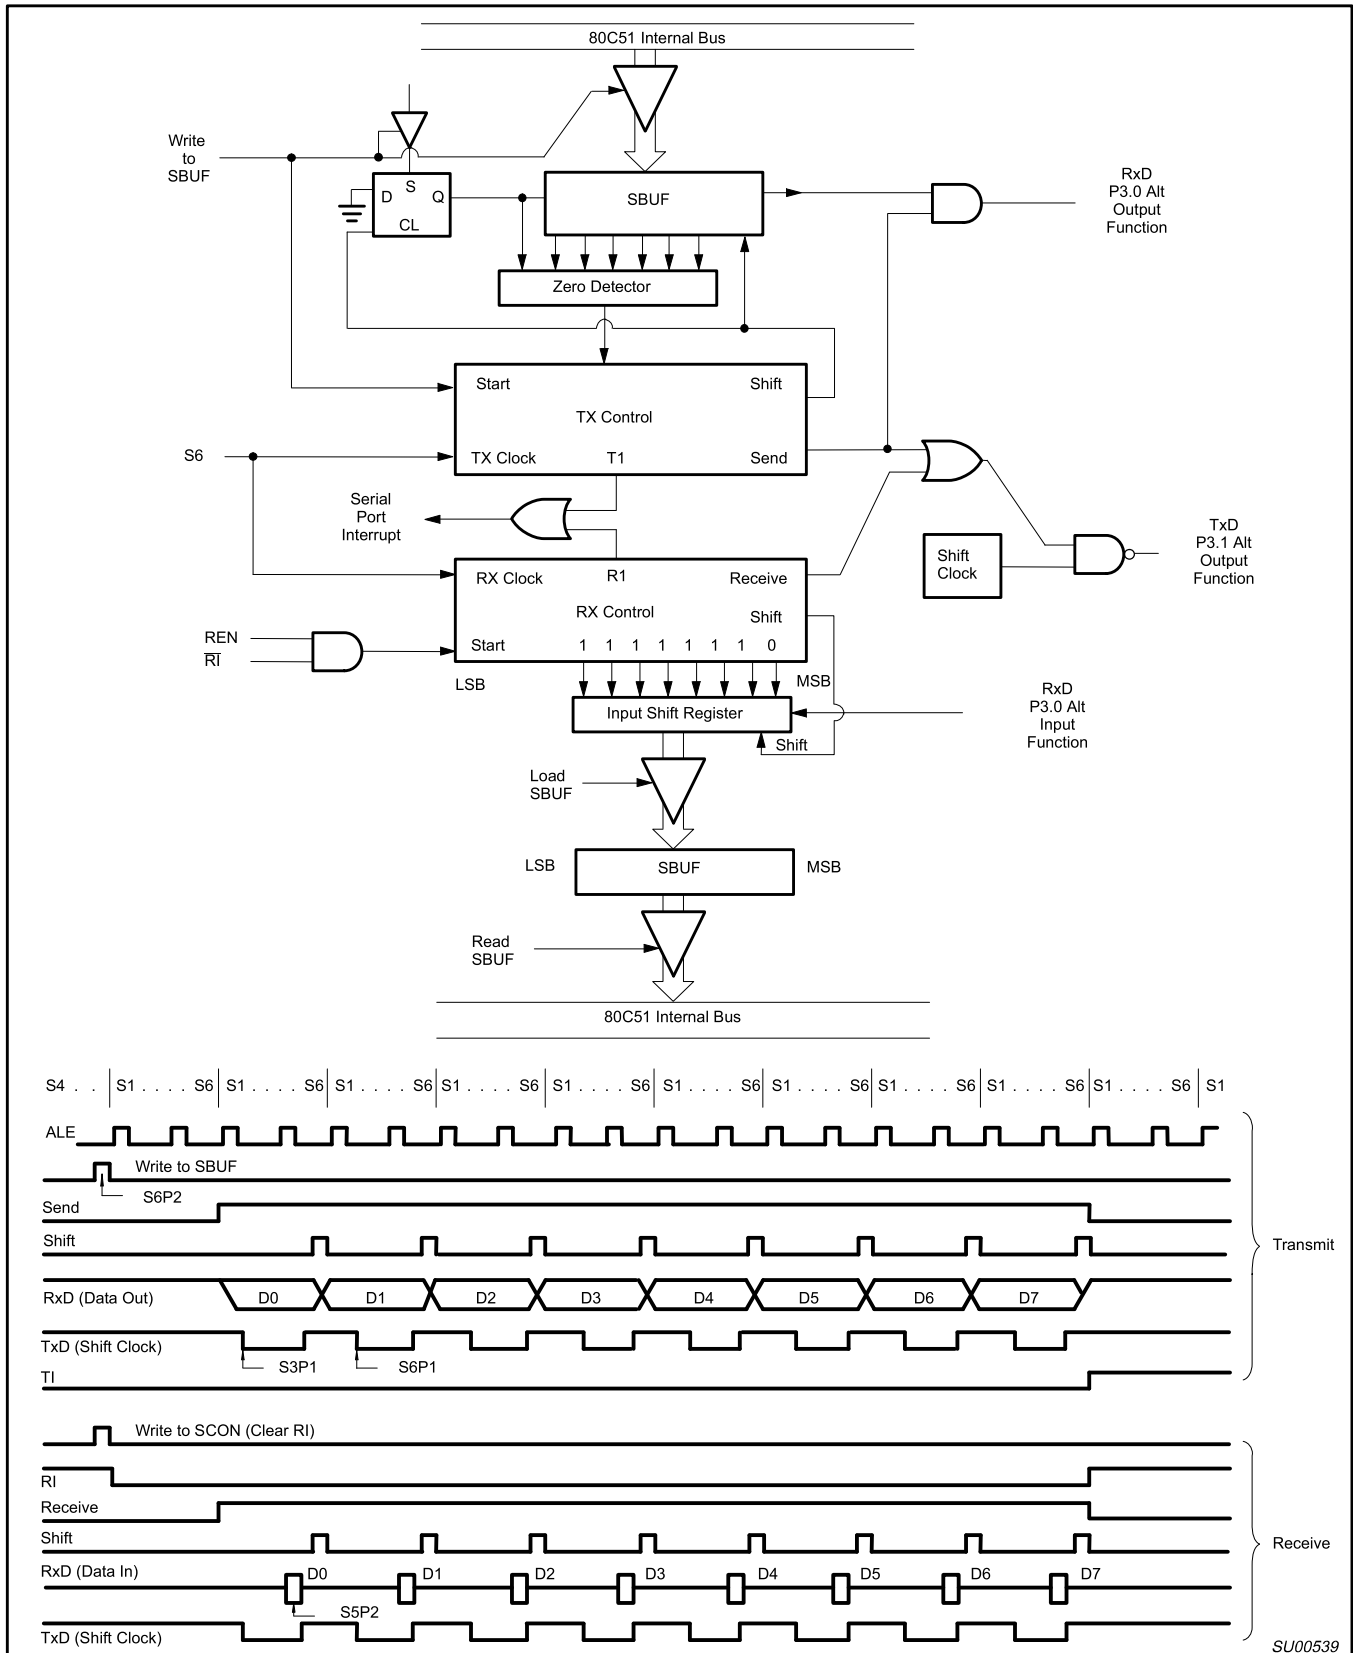 80C51 Internal Bus
Write
to
SBUF
S
D
Q
CL
SBUF
RxD
P3.0 Alt
Output
Function
Zero Detector
Start
Shift
TX Control
S6
TX Clock
T1
Send
Serial
Port
Interrupt
Shift
Clock
TxD
P3.1 Alt
Output
Function
RX Clock
R1
Receive
RX Control
Shift
REN
RI
Start
1 1 1 1 1 1 1 0
LSB
MSB
Input Shift Register
RxD
P3.0 Alt
Input
Function
Shift
Load
SBUF
LSB
SBUF
MSB
Read
SBUF
80C51 Internal Bus
S4 . . S1 . . . . S6 S1 . . . . S6 S1 . . . . S6 S1 . . . . S6 S1 . . . . S6 S1 . . . . S6 S1 . . . . S6 S1 . . . . S6 S1 . . . . S6 S1 . . . . S6 S1
ALE
Write to SBUF
S6P2
Send
Shift
Transmit
RxD (Data Out)
D0 D1 D2 D3 D4 D5 D6 D7
TxD (Shift Clock)
S3P1
S6P1
TI
Write to SCON (Clear RI)
RI
Receive
Shift
Receive
RxD (Data In)
D0 D1 D2 D3 D4 D5 D6 D7
S5P2
TxD (Shift Clock)
SU00539